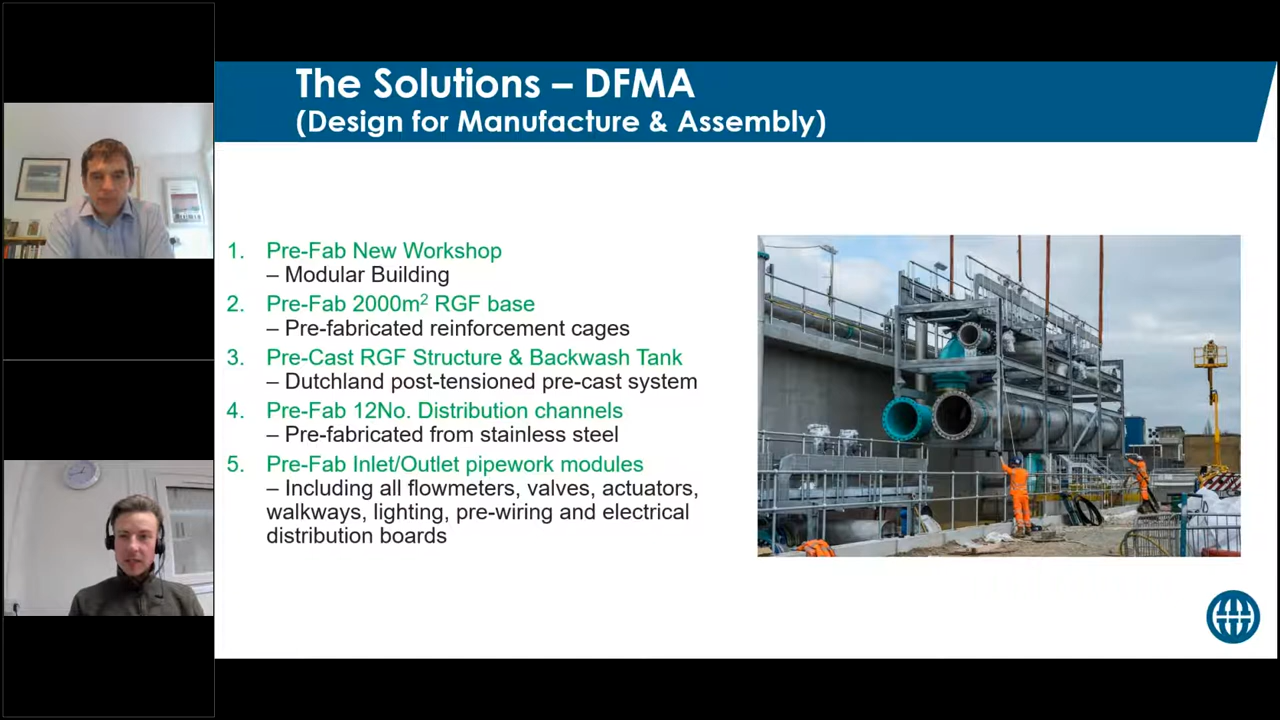 The Solutions – DFMA
(Design for Manufacture & Assembly)
1. Pre-Fab New Workshop
– Modular Building
2. Pre-Fab 2000m² RGF base
– Pre-fabricated reinforcement cages
3. Pre-Cast RGF Structure & Backwash Tank
– Dutchland post-tensioned pre-cast system
4. Pre-Fab 12No. Distribution channels
– Pre-fabricated from stainless steel
5. Pre-Fab Inlet/Outlet pipework modules
– Including all flowmeters, valves, actuators,
walkways, lighting, pre-wiring and electrical
distribution boards